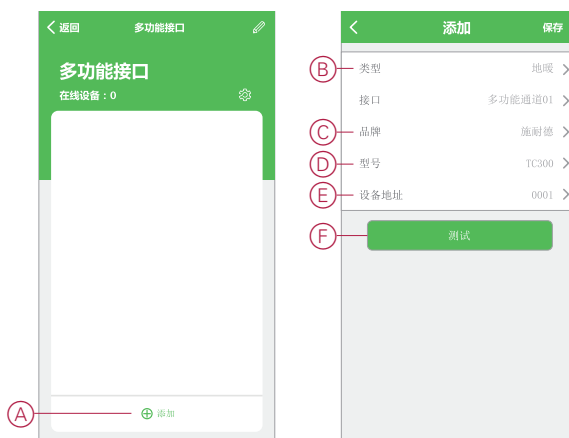 返回 多功能接口
多功能接口
在线设备：0
A 添加
添加 保存
B 类型 地暖
接口 多功能通道01
C 品牌 施耐德
D 型号 TC300
E 设备地址 0001
F 测试